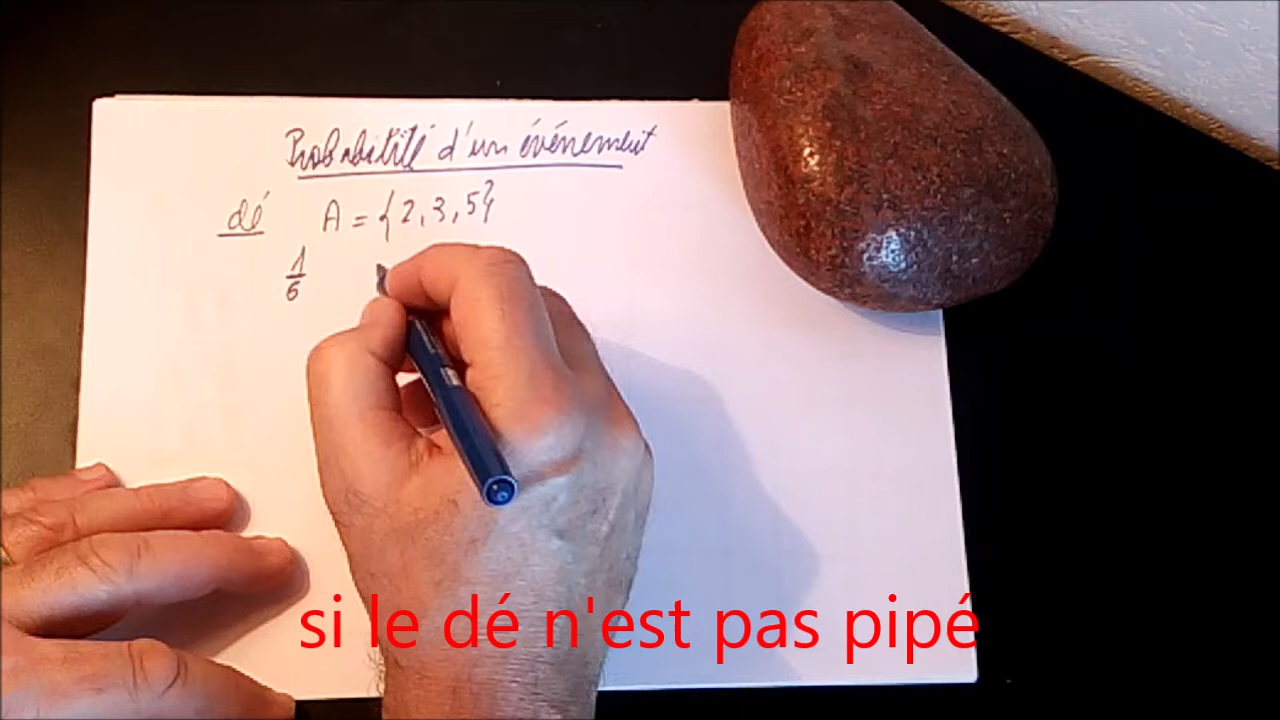 Probabilité d'un événement
dé A = {2, 3, 5}
1/6
si le dé n'est pas pipé